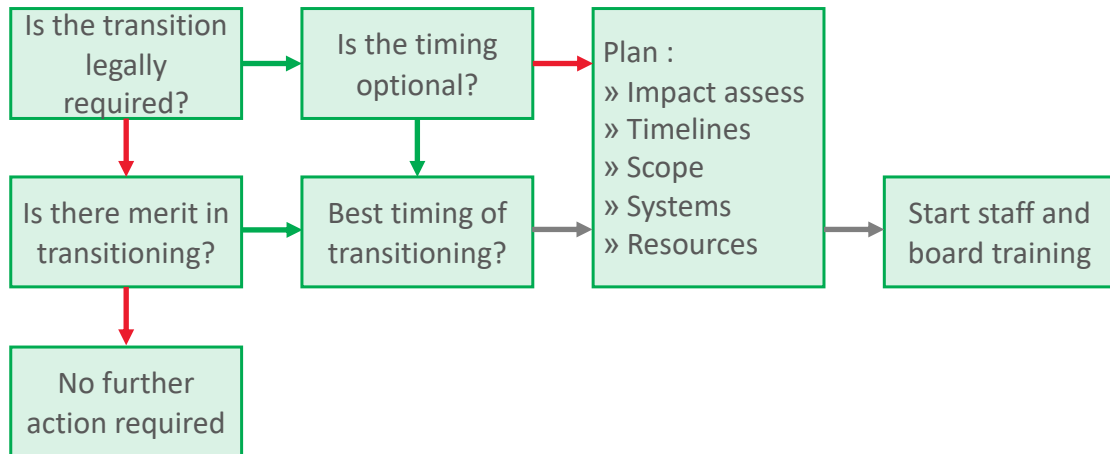 Is the transition
legally
required?
Is the timing
optional?
Plan :
» Impact assess
» Timelines
» Scope
» Systems
» Resources
Is there merit in
transitioning?
Best timing of
transitioning?
Start staff and
board training
No further
action required